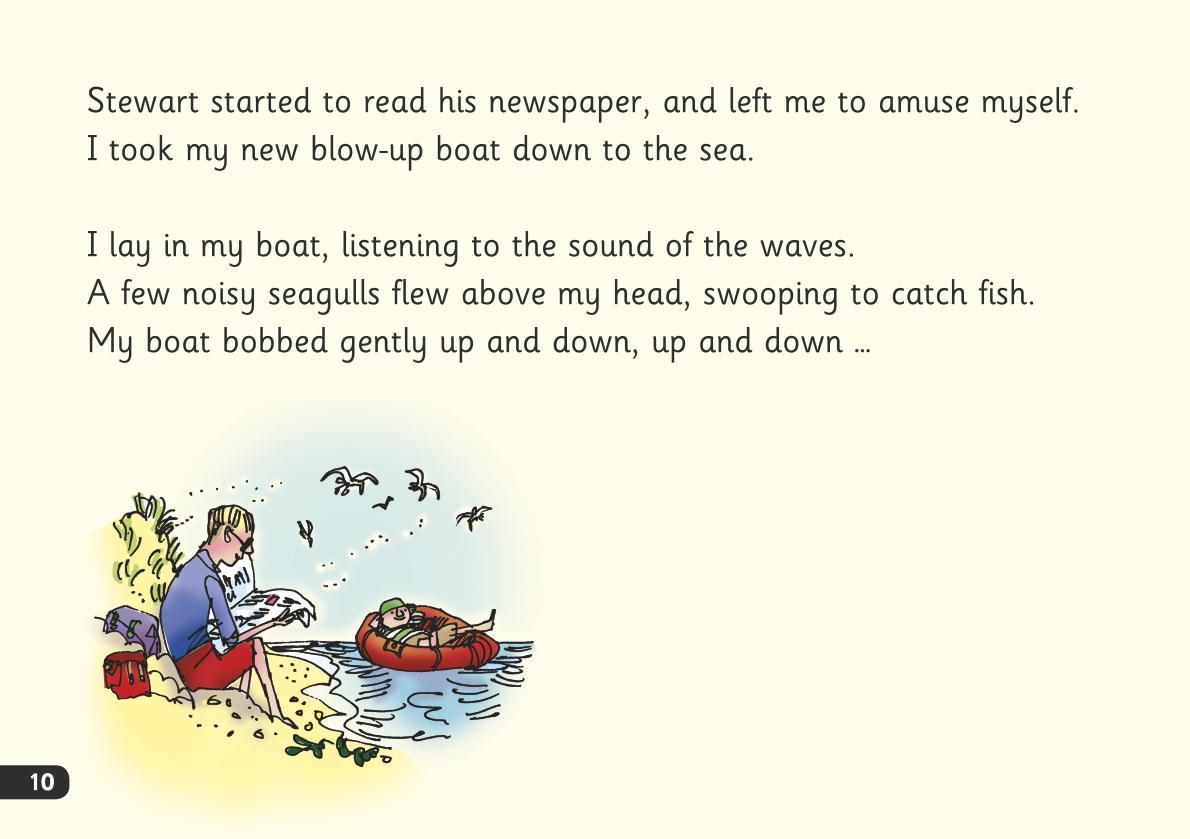 Stewart started to read his newspaper, and left me to amuse myself.
I took my new blow-up boat down to the sea.
I lay in my boat, listening to the sound of the waves.
A few noisy seagulls flew above my head, swooping to catch fish.
My boat bobbed gently up and down, up and down ...
10